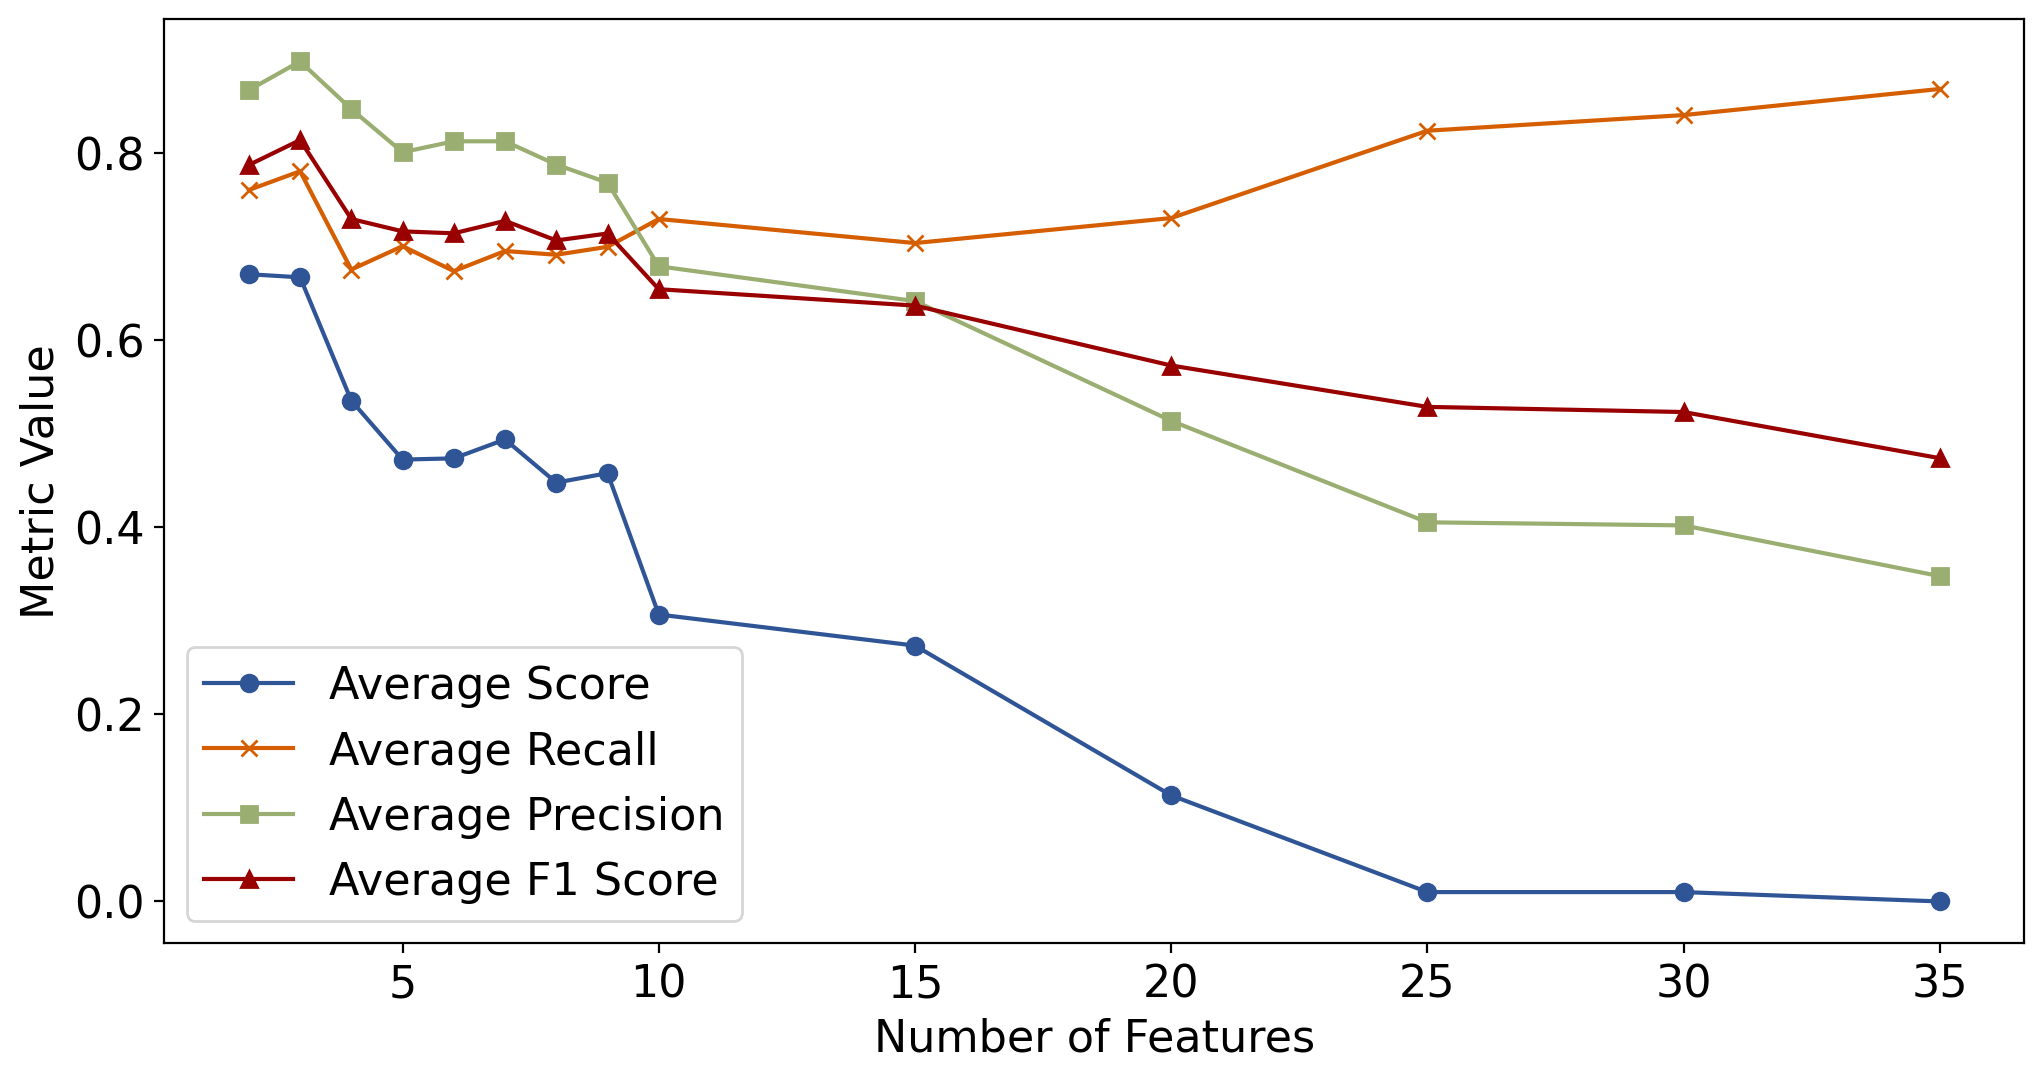 Metric Value
0.8
0.6
0.4
0.2
0.0
Average Score
Average Recall
Average Precision
Average F1 Score
5 10 15 20 25 30 35
Number of Features